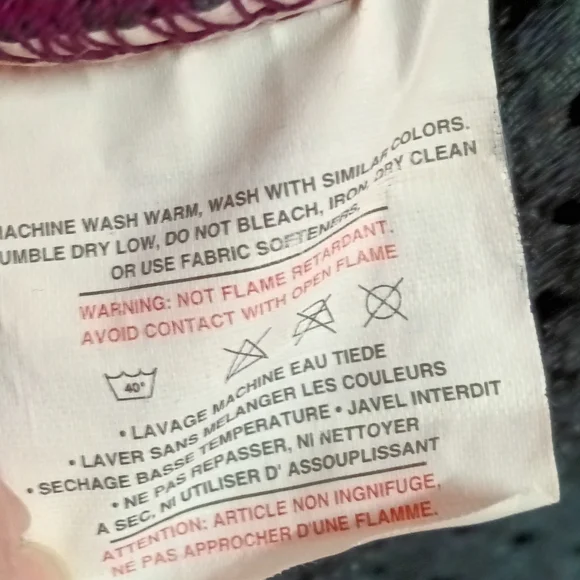 ACHINE WASH WARM, WASH WITH SIMILAR COLORS.
UMBLE DRY LOW, DO NOT BLEACH, IRON, DRY CLEAN
OR USE FABRIC SOFTENERS.
WARNING: NOT FLAME RETARDANT.
AVOID CONTACT WITH OPEN FLAME
40°
• LAVAGE MACHINE EAU TIEDE
• LAVER SANS MELANGER LES COULEURS
• SECHAGE BASSE TEMPERATURE • JAVEL INTERDIT
• NE PAS REPASSER, NI NETTOYER
A SEC, NI UTILISER D' ASSOUPLISSANT
ATTENTION: ARTICLE NON INGNIFUGE,
NE PAS APPROCHER D'UNE FLAMME.